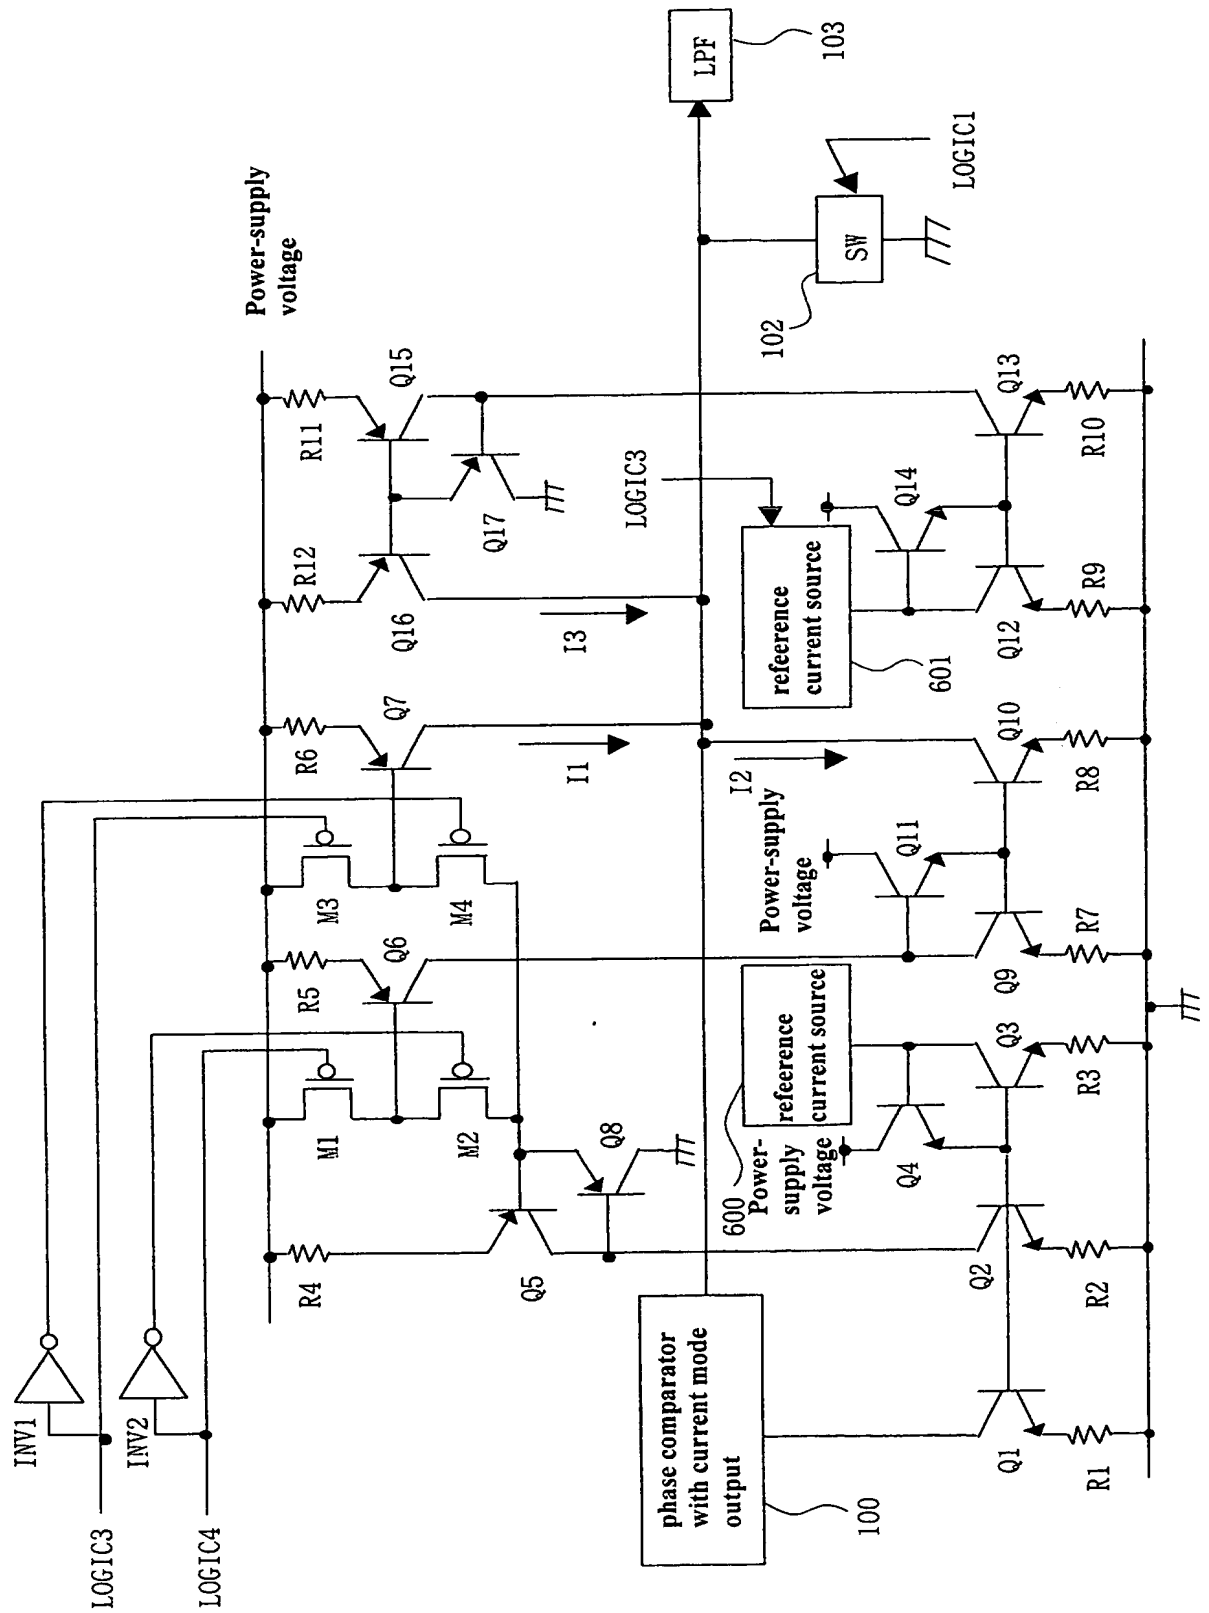 LOGIC3
LOGIC4
INV1
INV2
Power-supply
voltage
R4
M1
M2
R5
Q6
M3
M4
R6
Q7
R12
Q16
R11
Q15
Q17
Q5
Q8
I1
I3
phase comparator
with current mode
output
100
LPF
103
SW
102
LOGIC1
LOGIC3
refeerence
current source
601
refeerence
current source
600
Power-
supply
voltage
Power-supply
voltage
I2
Q4
Q11
Q14
Q1
Q2
Q3
Q9
Q10
Q12
Q13
R1
R2
R3
R7
R8
R9
R10